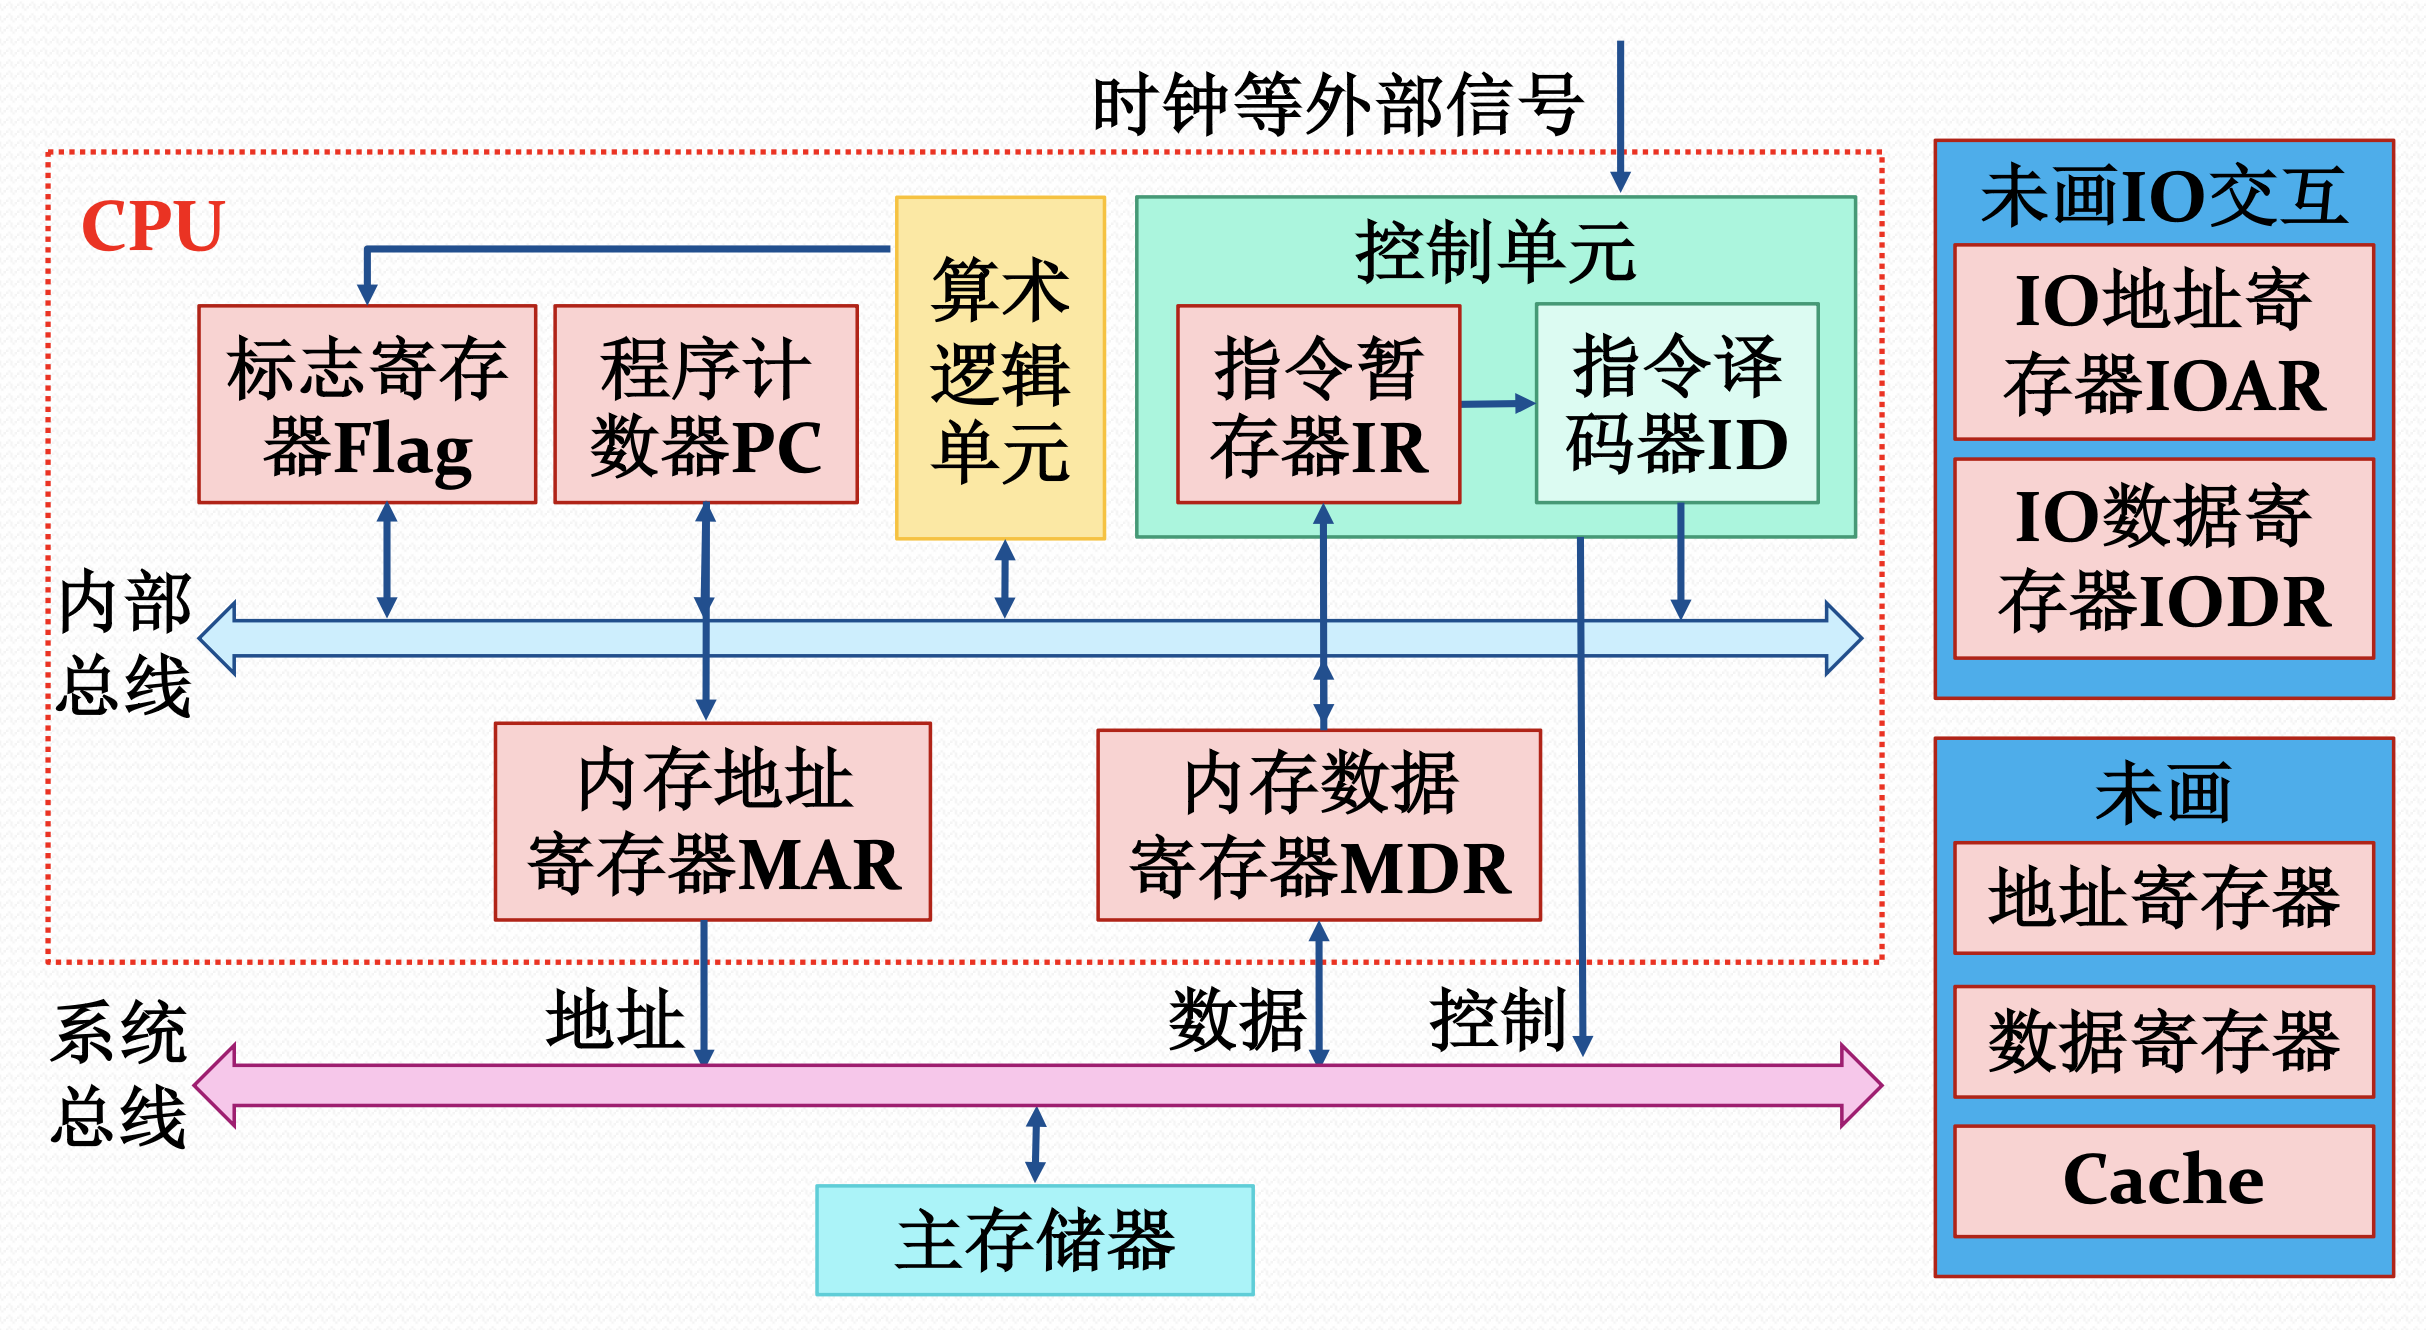 时钟等外部信号
CPU
算术
逻辑
单元
控制单元
标志寄存
器Flag
程序计
数器PC
指令暂
存器IR
指令译
码器ID
内部
总线
内存地址
寄存器MAR
内存数据
寄存器MDR
地址
数据
控制
系统
总线
主存储器
未画IO交互
IO地址寄
存器IOAR
IO数据寄
存器IODR
未画
地址寄存器
数据寄存器
Cache